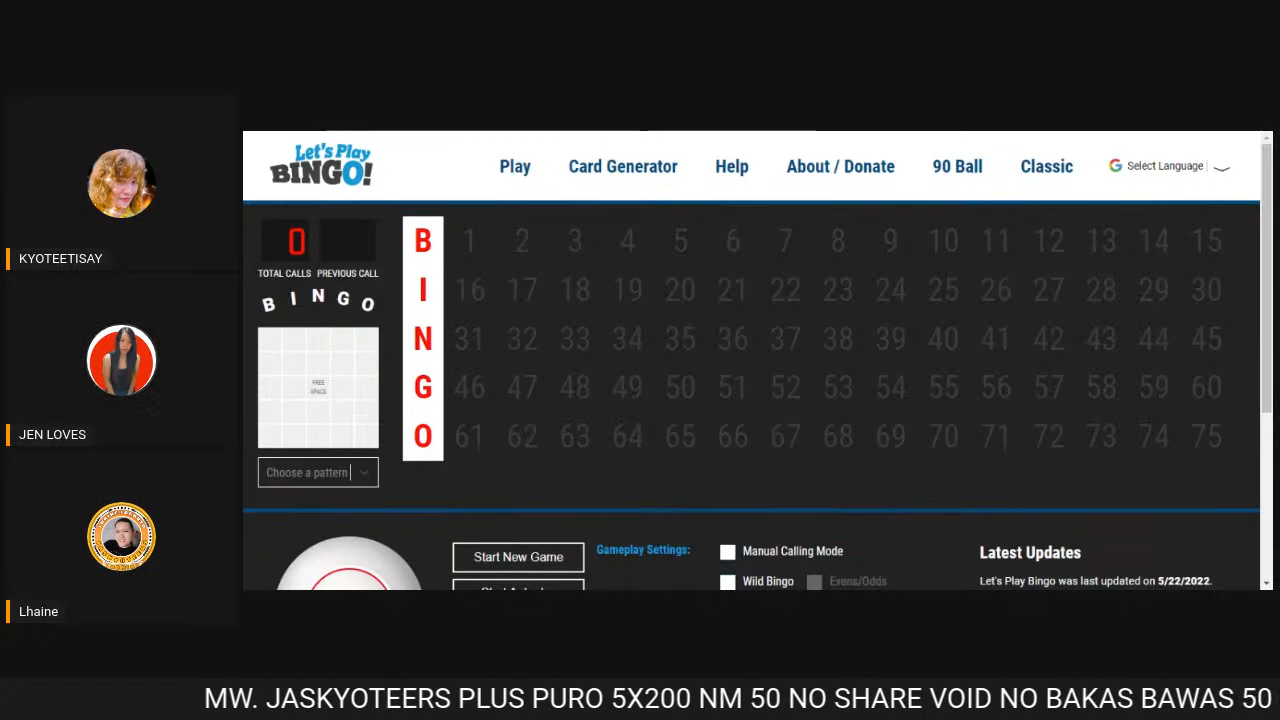 KYOTEETISAY
JEN LOVES
Lhaine
Let's Play
BINGO!
Play Card Generator Help About / Donate 90 Ball Classic Select Language
0
TOTAL CALLS PREVIOUS CALL
B I N G O
FREE
SPACE
Choose a pattern
B 1 2 3 4 5 6 7 8 9 10 11 12 13 14 15
I 16 17 18 19 20 21 22 23 24 25 26 27 28 29 30
N 31 32 33 34 35 36 37 38 39 40 41 42 43 44 45
G 46 47 48 49 50 51 52 53 54 55 56 57 58 59 60
O 61 62 63 64 65 66 67 68 69 70 71 72 73 74 75
Start New Game
Gameplay Settings:
Manual Calling Mode
Wild Bingo Evens/Odds
Latest Updates
Let's Play Bingo was last updated on 5/22/2022.
MW. JASKYOTEERS PLUS PURO 5X200 NM 50 NO SHARE VOID NO BAKAS BAWAS 50